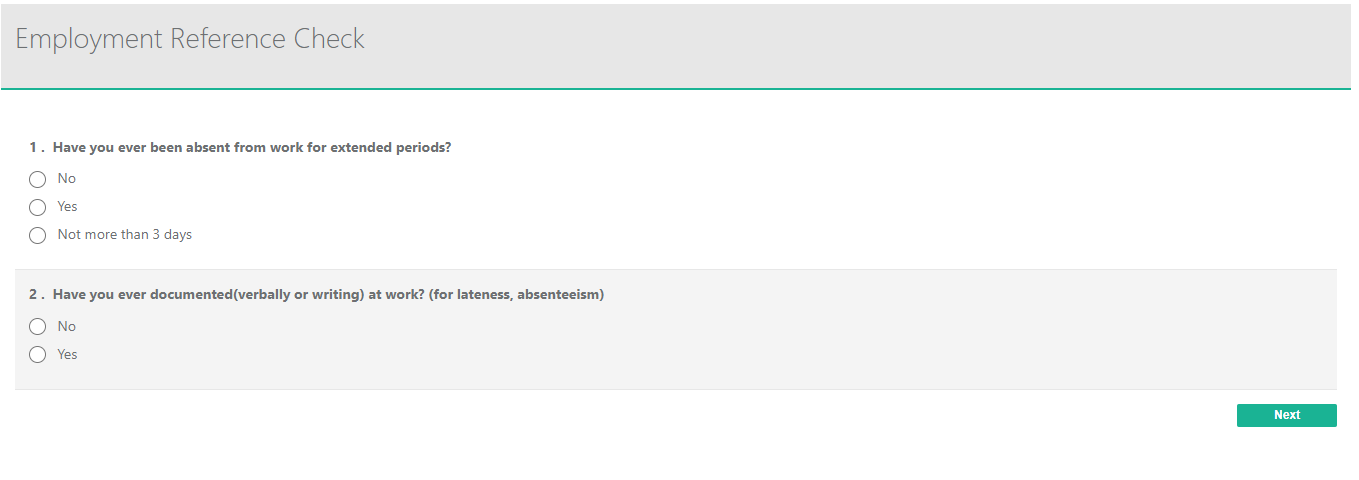 Employment Reference Check
1 . Have you ever been absent from work for extended periods?
No
Yes
Not more than 3 days
2 . Have you ever documented(verbally or writing) at work? (for lateness, absenteeism)
No
Yes
Next